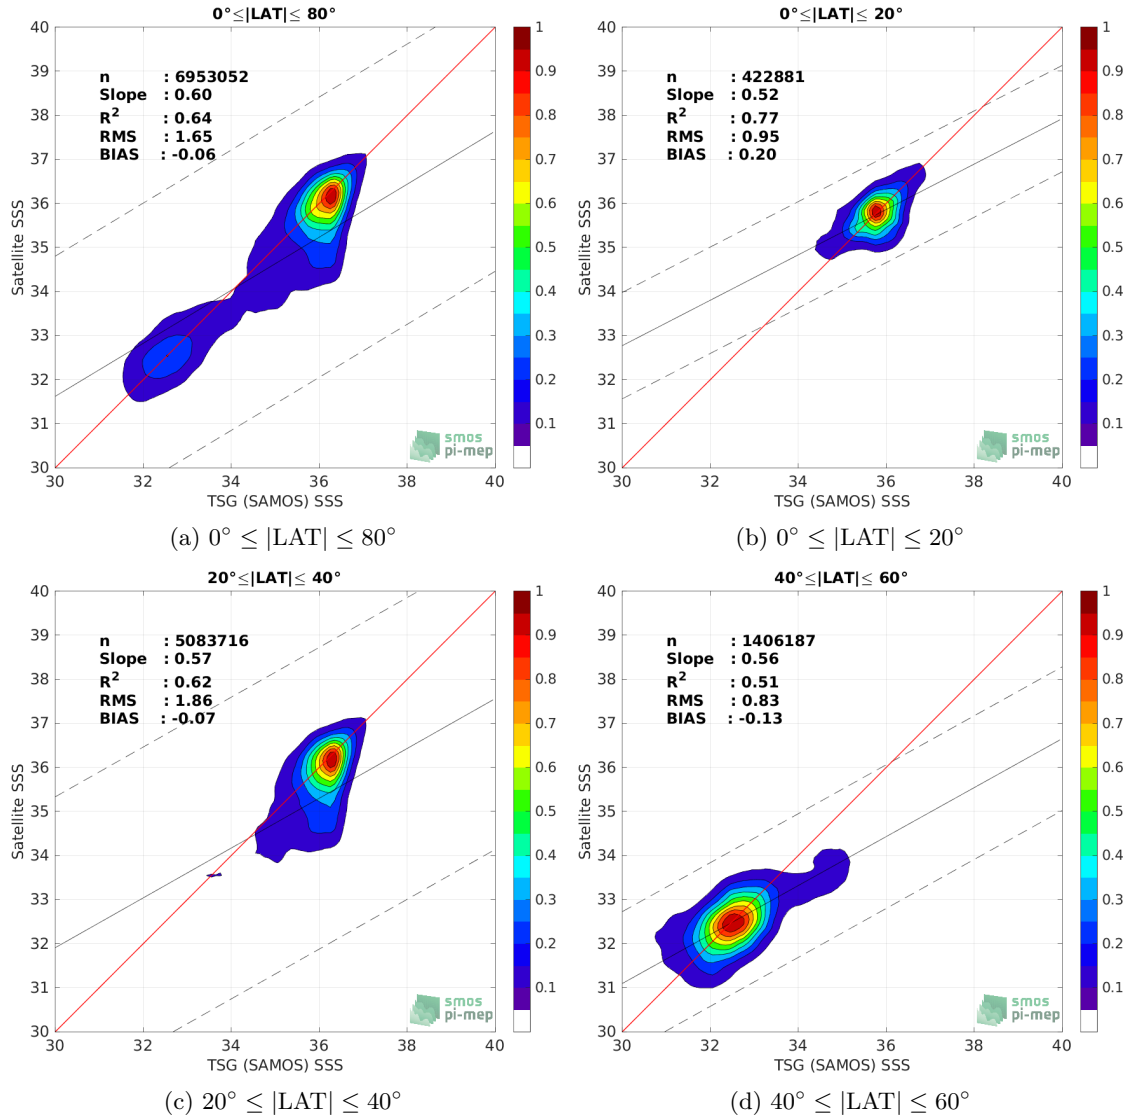 0°≤|LAT|≤ 80°
40
39
38
37
36
35
34
33
32
31
30
Satellite SSS
n : 6953052
Slope : 0.60
R² : 0.64
RMS : 1.65
BIAS : -0.06
smos
pi-mep
30 32 34 36 38 40
TSG (SAMOS) SSS
1
0.9
0.8
0.7
0.6
0.5
0.4
0.3
0.2
0.1
(a) 0° ≤ |LAT| ≤ 80°
0°≤|LAT|≤ 20°
40
39
38
37
36
35
34
33
32
31
30
Satellite SSS
n : 422881
Slope : 0.52
R² : 0.77
RMS : 0.95
BIAS : 0.20
smos
pi-mep
30 32 34 36 38 40
TSG (SAMOS) SSS
1
0.9
0.8
0.7
0.6
0.5
0.4
0.3
0.2
0.1
(b) 0° ≤ |LAT| ≤ 20°
20°≤|LAT|≤ 40°
40
39
38
37
36
35
34
33
32
31
30
Satellite SSS
n : 5083716
Slope : 0.57
R² : 0.62
RMS : 1.86
BIAS : -0.07
smos
pi-mep
30 32 34 36 38 40
TSG (SAMOS) SSS
1
0.9
0.8
0.7
0.6
0.5
0.4
0.3
0.2
0.1
(c) 20° ≤ |LAT| ≤ 40°
40°≤|LAT|≤ 60°
40
39
38
37
36
35
34
33
32
31
30
Satellite SSS
n : 1406187
Slope : 0.56
R² : 0.51
RMS : 0.83
BIAS : -0.13
smos
pi-mep
30 32 34 36 38 40
TSG (SAMOS) SSS
1
0.9
0.8
0.7
0.6
0.5
0.4
0.3
0.2
0.1
(d) 40° ≤ |LAT| ≤ 60°